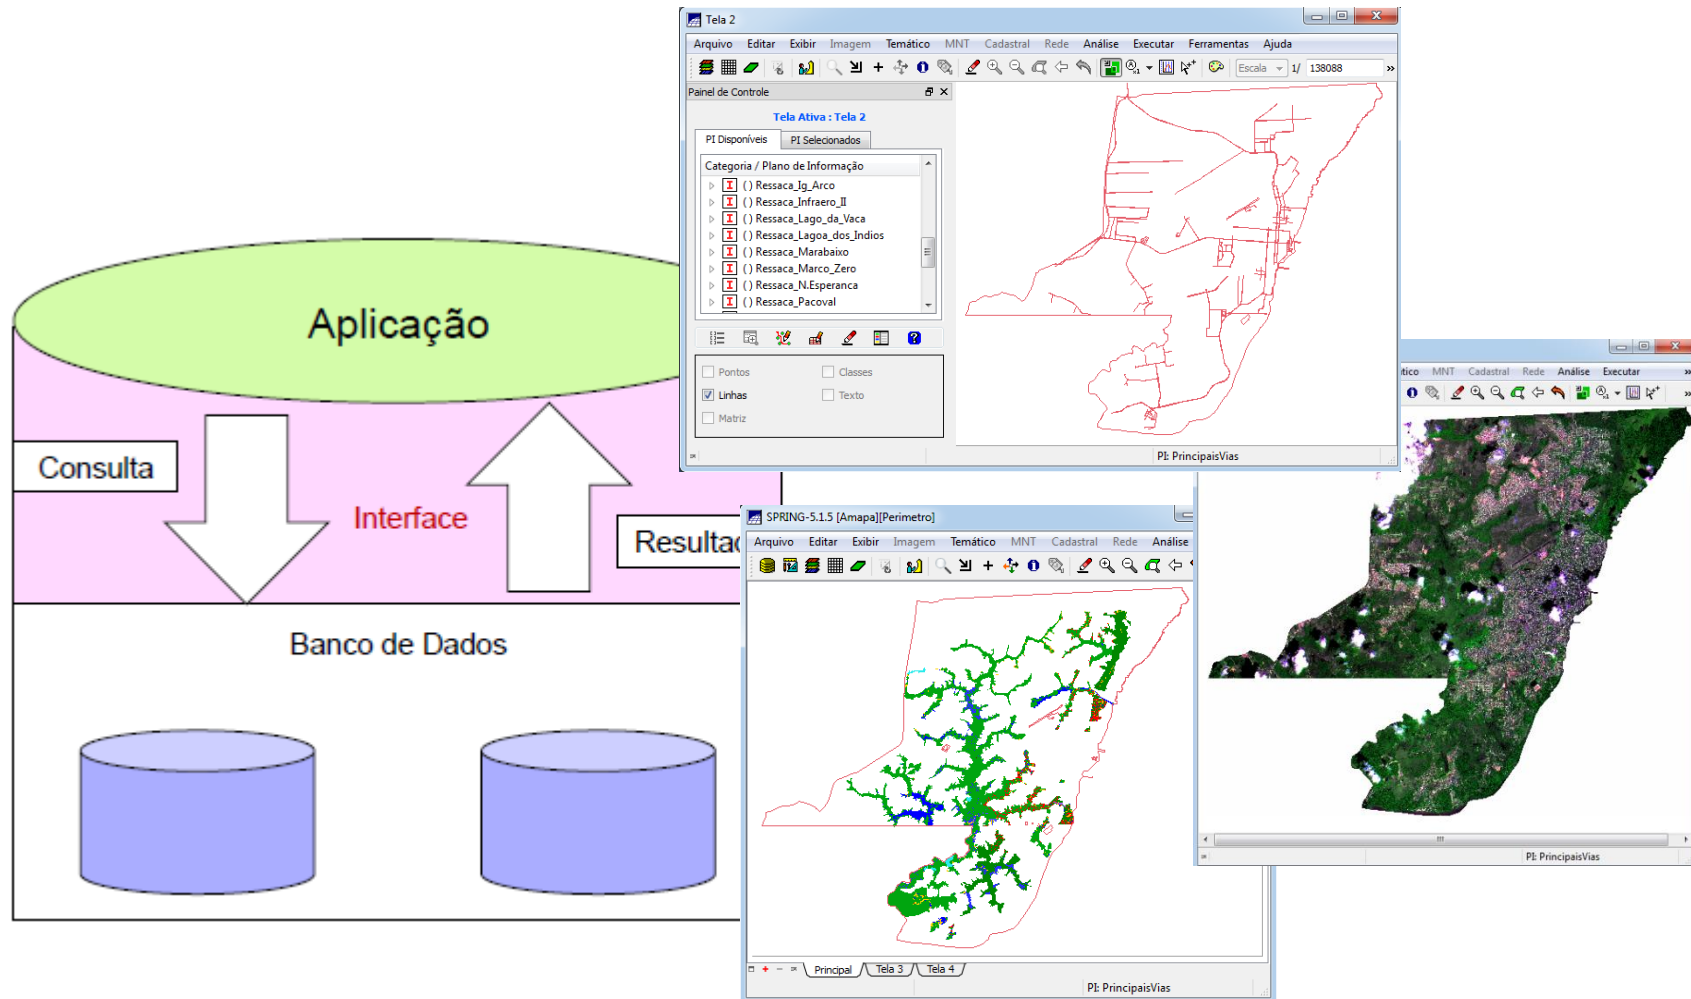 Aplicação
Consulta
Interface
Resultad
Banco de Dados
Tela 2
Arquivo Editar Exibir Imagem Temático MNT Cadastral Rede Análise Executar Ferramentas Ajuda
Escala 1/ 138088 »
Painel de Controle
Tela Ativa : Tela 2
PI Disponíveis PI Selecionados
Categoria / Plano de Informação
( ) Ressaca_Ig_Arco
( ) Ressaca_Infraero_II
( ) Ressaca_Lago_da_Vaca
( ) Ressaca_Lagoa_dos_Indios
( ) Ressaca_Marabaixo
( ) Ressaca_Marco_Zero
( ) Ressaca_N.Esperanca
( ) Ressaca_Pacoval
Pontos Classes
Linhas Texto
Matriz
PI: PrincipaisVias
tico MNT Cadastral Rede Análise Executar »
PI: PrincipaisVias
SPRING-5.1.5 [Amapa][Perimetro]
Arquivo Editar Exibir Imagem Temático MNT Cadastral Rede Análise
Principal Tela 3 Tela 4
PI: PrincipaisVias